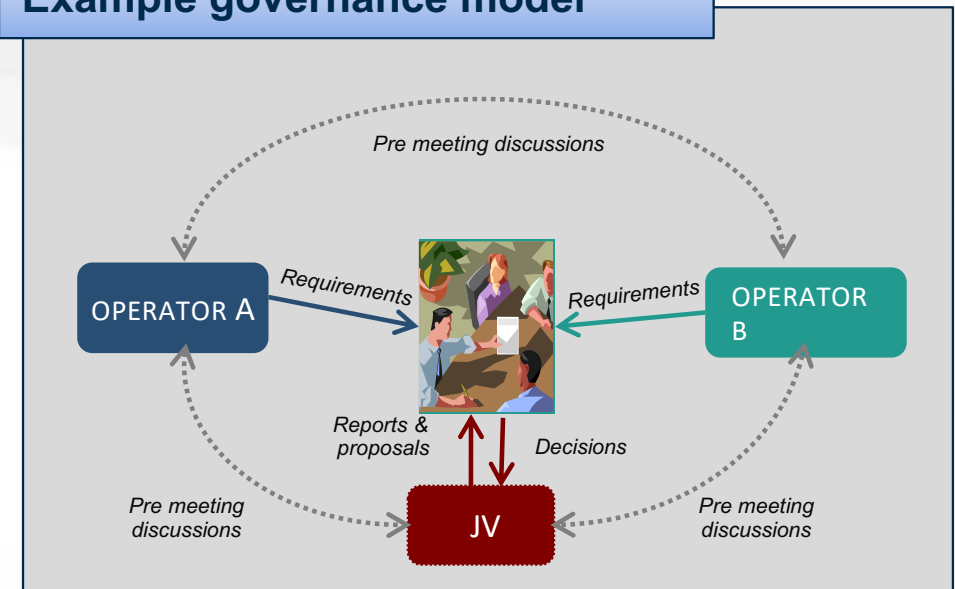 Example governance model
Pre meeting discussions
OPERATOR A
Requirements
Requirements
OPERATOR
B
Reports &
proposals
Decisions
Pre meeting
discussions
JV
Pre meeting
discussions